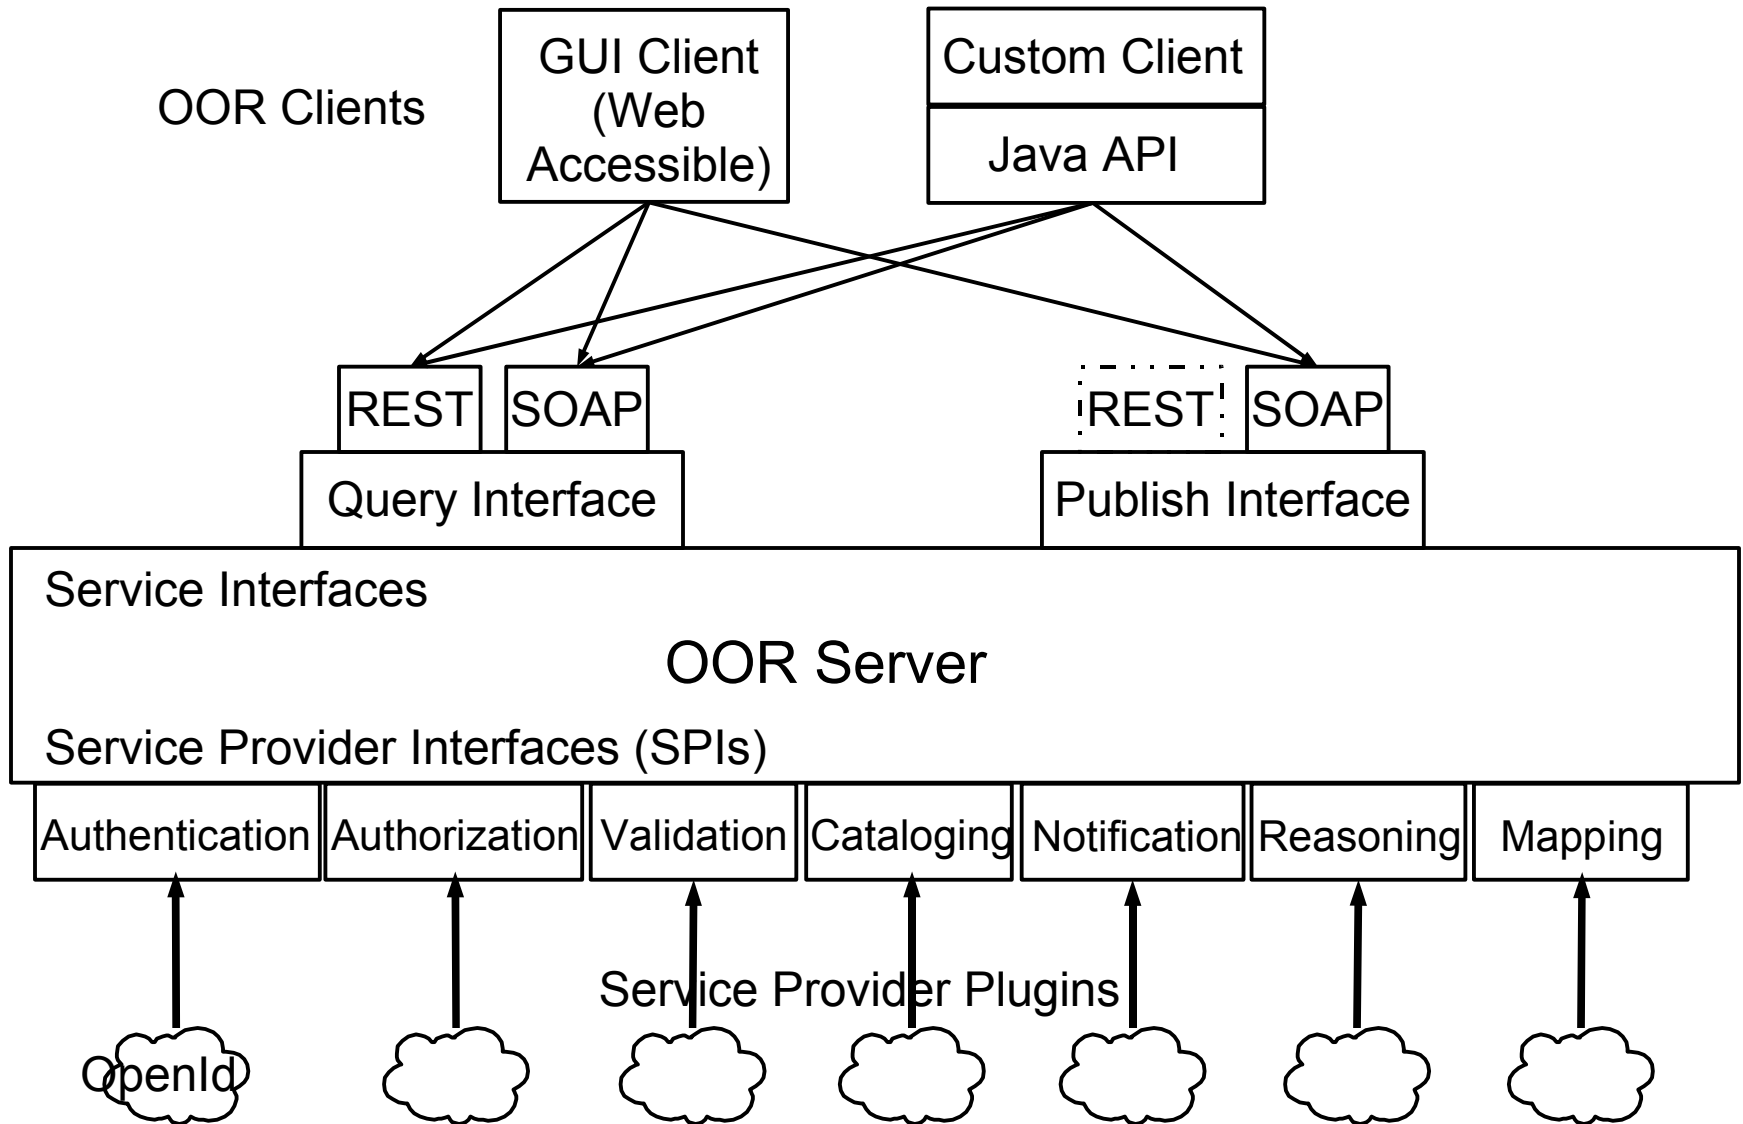 OOR Clients
GUI Client
(Web
Accessible)
Custom Client
Java API
REST
SOAP
REST
SOAP
Query Interface
Publish Interface
Service Interfaces
OOR Server
Service Provider Interfaces (SPIs)
Authentication
Authorization
Validation
Cataloging
Notification
Reasoning
Mapping
Service Provider Plugins
OpenId